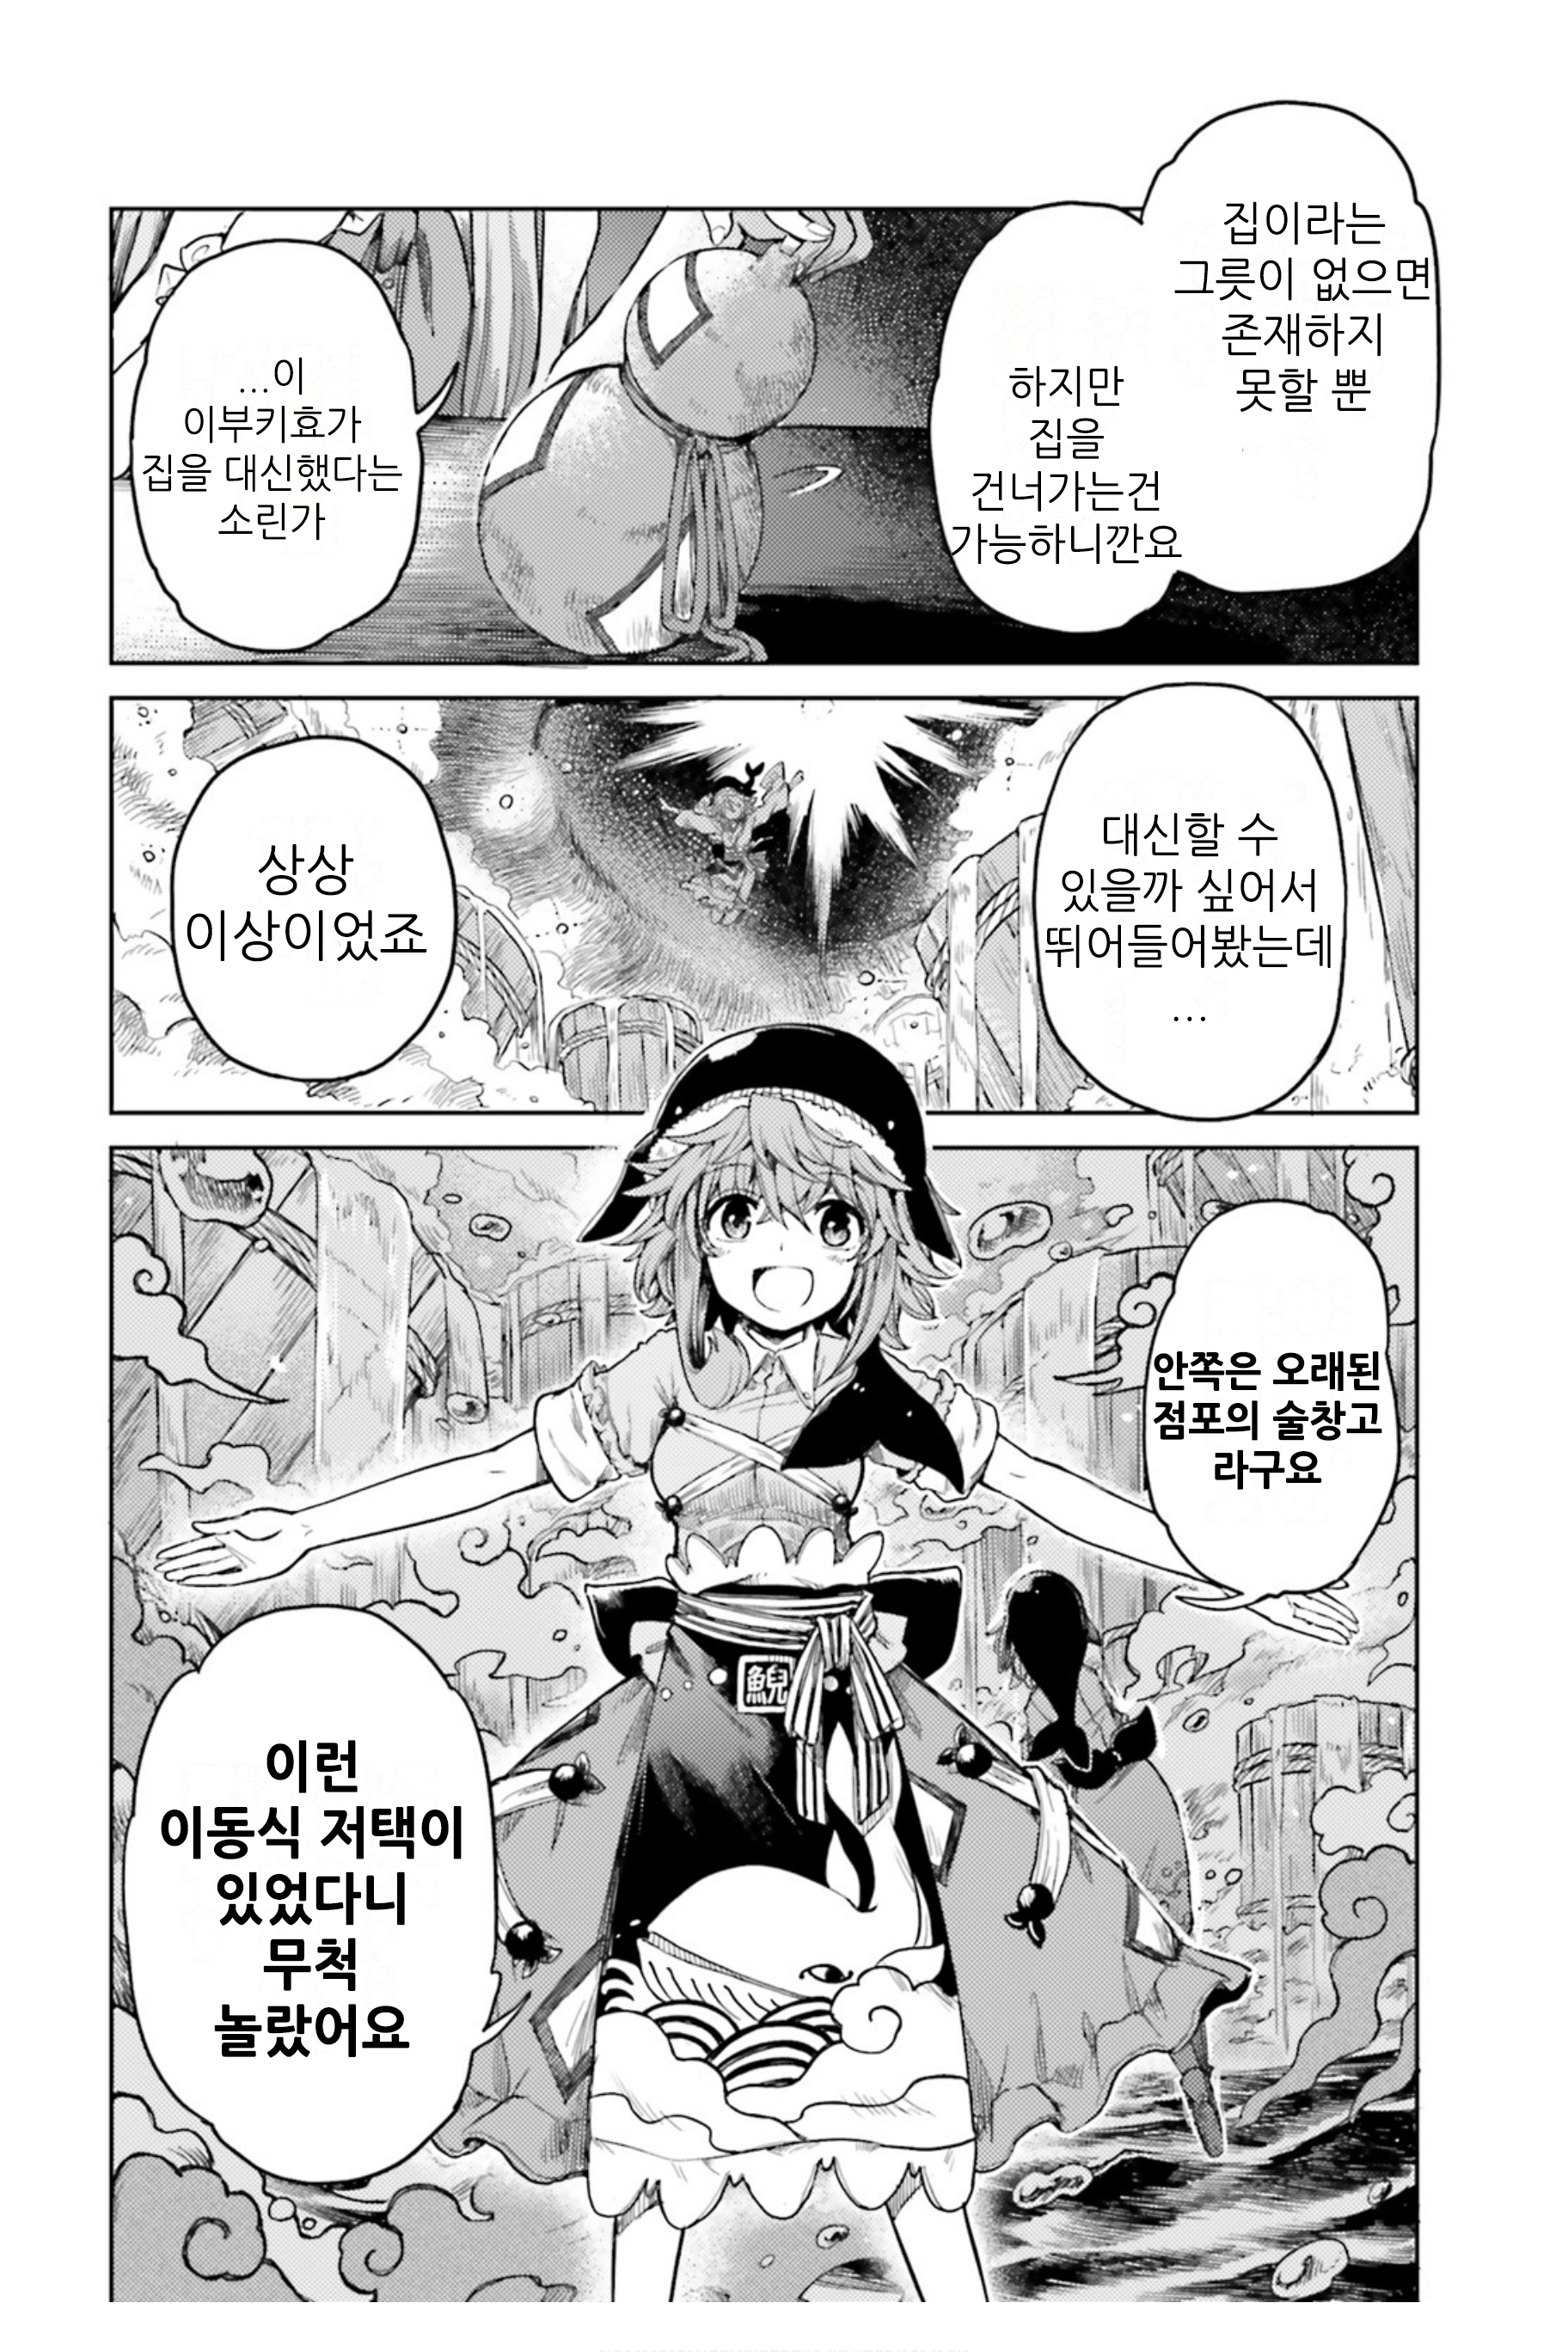 집이라는
그릇이 없으면
존재하지
못할 뿐
하지만
집을
건너가는건
가능하니깐요
...이
이부키효가
집을 대신했다는
소린가
대신할 수
있을까 싶어서
뛰어들어봤는데
...
상상
이상이었죠
안쪽은 오래된
점포의 술창고
라구요
鯢
이런
이동식 저택이
있었다니
무척
놀랐어요